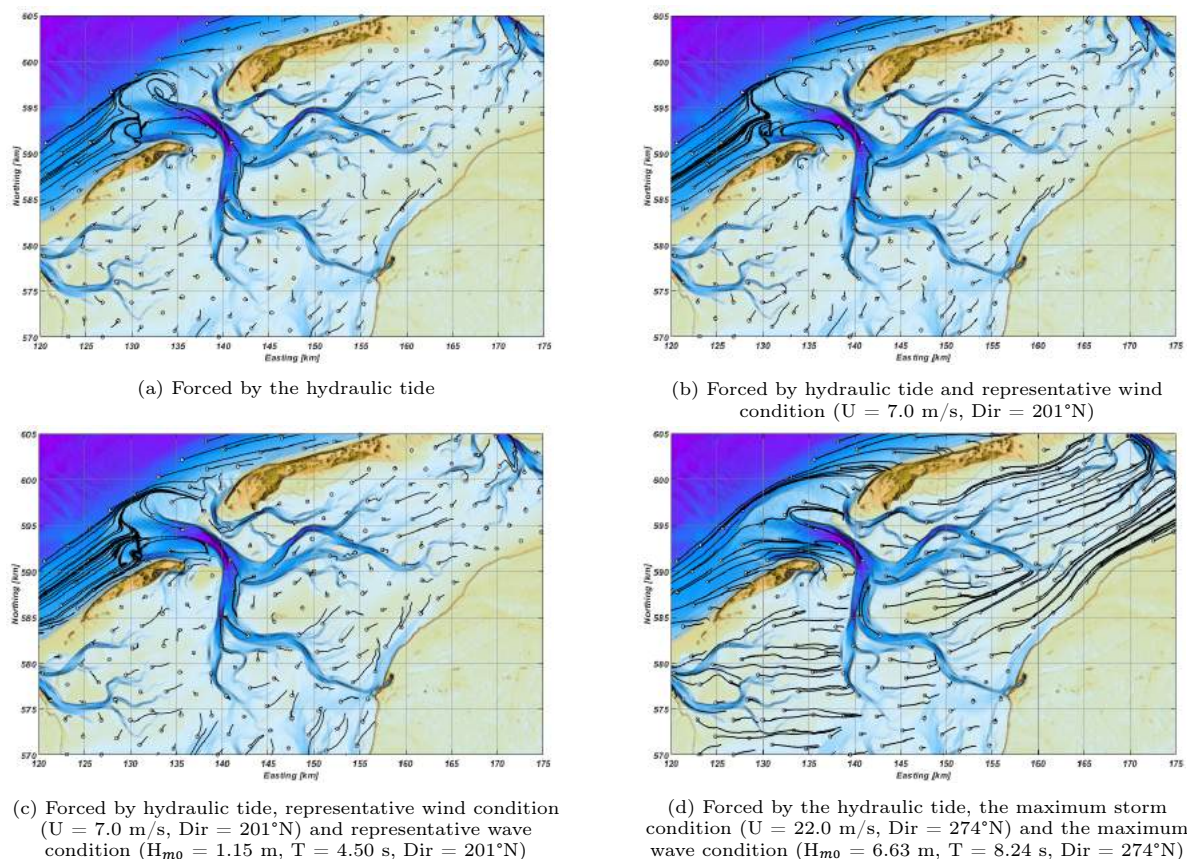 605
600
595
590
585
580
575
570
Northing [km]
120 125 130 135 140 145 150 155 160 165 170 175
Easting [km]
(a) Forced by the hydraulic tide
605
600
595
590
585
580
575
570
Northing [km]
120 125 130 135 140 145 150 155 160 165 170 175
Easting [km]
(b) Forced by hydraulic tide and representative wind
condition (U = 7.0 m/s, Dir = 201°N)
605
600
595
590
585
580
575
570
Northing [km]
120 125 130 135 140 145 150 155 160 165 170 175
Easting [km]
(c) Forced by hydraulic tide, representative wind condition
(U = 7.0 m/s, Dir = 201°N) and representative wave
condition (Hm0 = 1.15 m, T = 4.50 s, Dir = 201°N)
605
600
595
590
585
580
575
570
Northing [km]
120 125 130 135 140 145 150 155 160 165 170 175
Easting [km]
(d) Forced by the hydraulic tide, the maximum storm
condition (U = 22.0 m/s, Dir = 274°N) and the maximum
wave condition (Hm0 = 6.63 m, T = 8.24 s, Dir = 274°N)